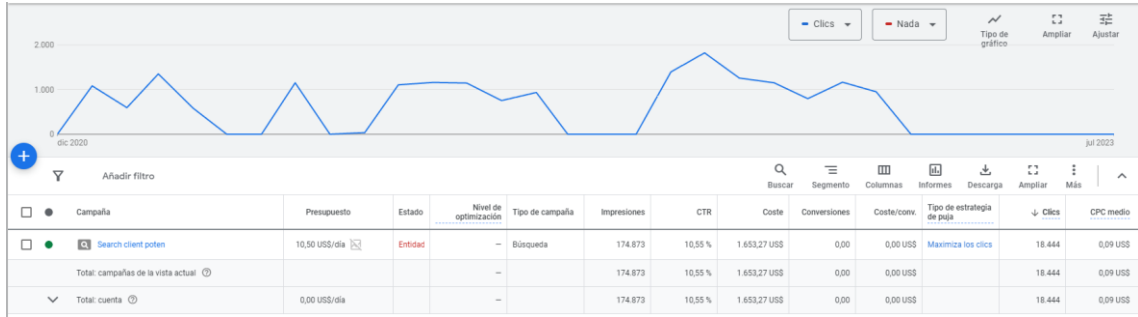 Clics
Nada
Tipo de gráfico
Ampliar
Ajustar
2.000
1.000
0
dic 2020
jul 2023
Añadir filtro
Buscar
Segmento
Columnas
Informes
Descarga
Ampliar
Más
Campaña Presupuesto Estado Nivel de optimización Tipo de campaña Impresiones CTR Coste Conversiones Coste/conv. Tipo de estrategia de puja ↓ Clics CPC medio
Search client poten 10,50 US$/día Entidad – Búsqueda 174.873 10,55 % 1.653,27 US$ 0,00 0,00 US$ Maximiza los clics 18.444 0,09 US$
Total: campañas de la vista actual – 174.873 10,55 % 1.653,27 US$ 0,00 0,00 US$ 18.444 0,09 US$
Total: cuenta 0,00 US$/día – 174.873 10,55 % 1.653,27 US$ 0,00 0,00 US$ 18.444 0,09 US$